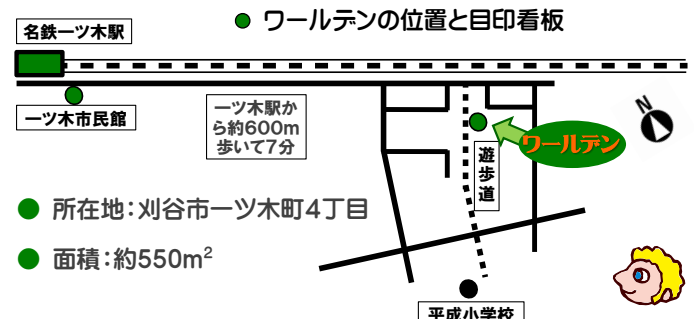 ● ワールデンの位置と目印看板
名鉄一ツ木駅
一ツ木市民館
一ツ木駅か
ら約600m
歩いて7分
N
ワールデン
遊歩道
● 所在地：刈谷市一ツ木町4丁目
● 面積：約550m²
平成小学校